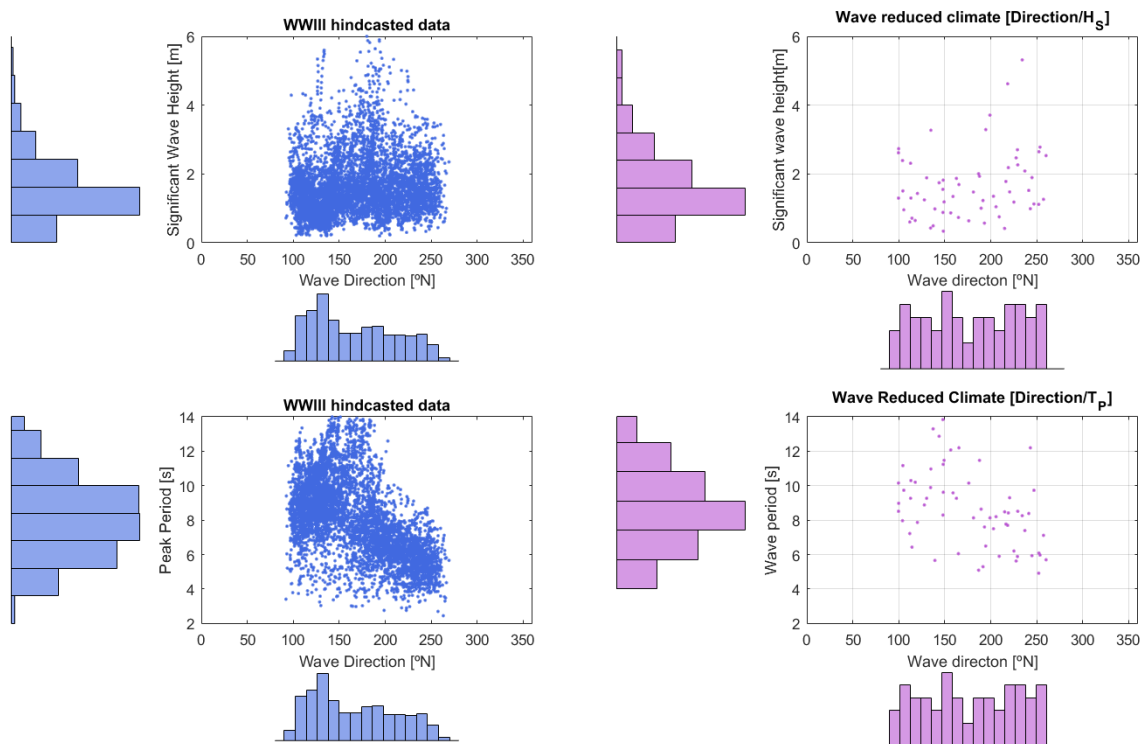 WWIII hindcasted data
Significant Wave Height [m]
6
4
2
0
0 50 100 150 200 250 300 350
Wave Direction [ºN]
Wave reduced climate [Direction/H_S]
Significant wave height[m]
6
4
2
0
0 50 100 150 200 250 300 350
Wave directon [ºN]
WWIII hindcasted data
Peak Period [s]
14
12
10
8
6
4
2
0 50 100 150 200 250 300 350
Wave Direction [ºN]
Wave Reduced Climate [Direction/T_P]
Wave period [s]
14
12
10
8
6
4
2
0 50 100 150 200 250 300 350
Wave directon [ºN]